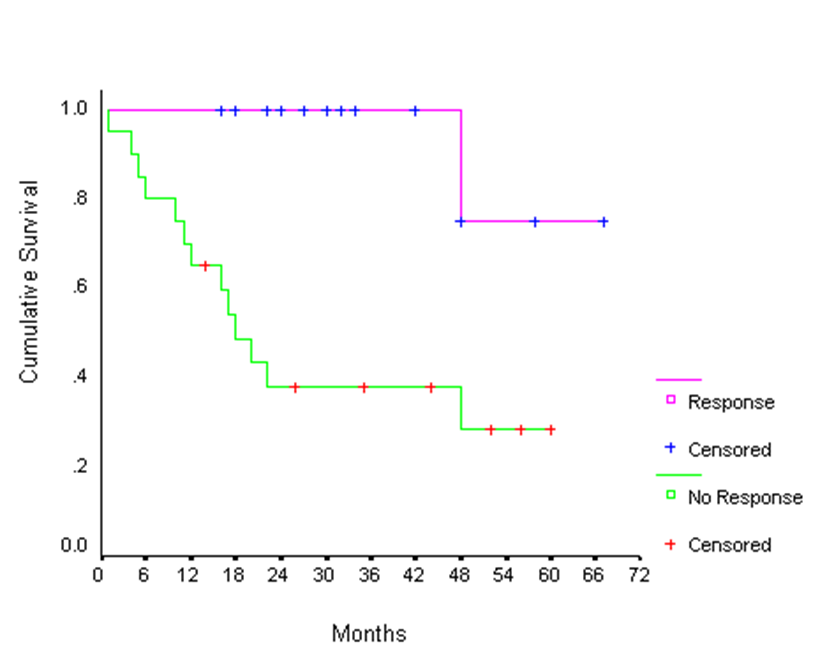 Cumulative Survival
1.0
.8
.6
.4
.2
0.0
0 6 12 18 24 30 36 42 48 54 60 66 72
Months
Response
Censored
No Response
Censored